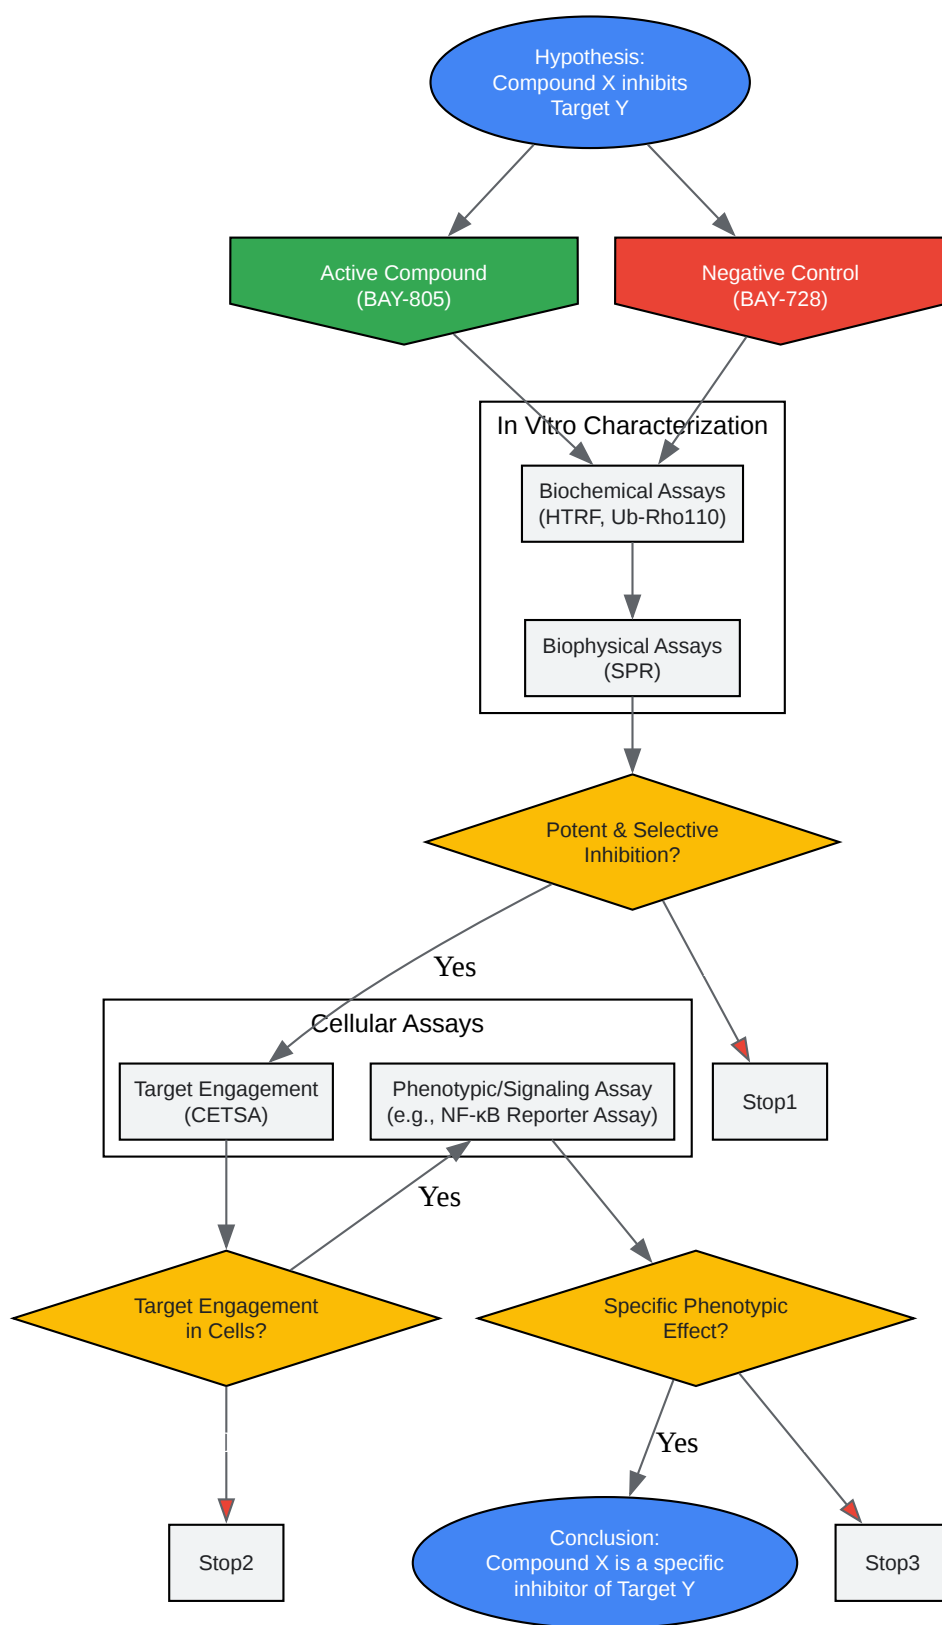 Hypothesis:
Compound X inhibits
Target Y
Active Compound
(BAY-805)
Negative Control
(BAY-728)
In Vitro Characterization
Biochemical Assays
(HTRF, Ub-Rho110)
Biophysical Assays
(SPR)
Potent & Selective
Inhibition?
Yes
Cellular Assays
Target Engagement
(CETSA)
Phenotypic/Signaling Assay
(e.g., NF-κB Reporter Assay)
Stop1
Yes
Target Engagement
in Cells?
Specific Phenotypic
Effect?
Yes
Stop2
Conclusion:
Compound X is a specific
inhibitor of Target Y
Stop3